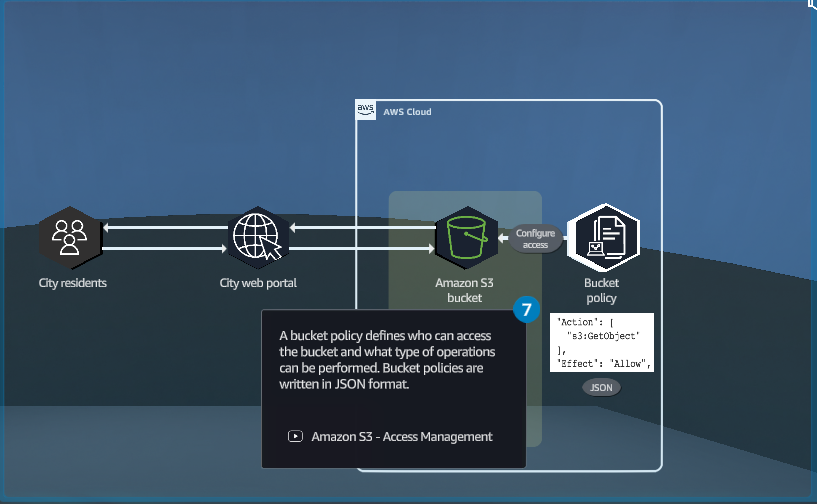 aws
AWS Cloud
Configure
access
City residents
City web portal
Amazon S3
bucket
Bucket
policy
7
A bucket policy defines who can access
the bucket and what type of operations
can be performed. Bucket policies are
written in JSON format.
Amazon S3 - Access Management
"Action": [
"s3:GetObject"
],
"Effect": "Allow",
JSON